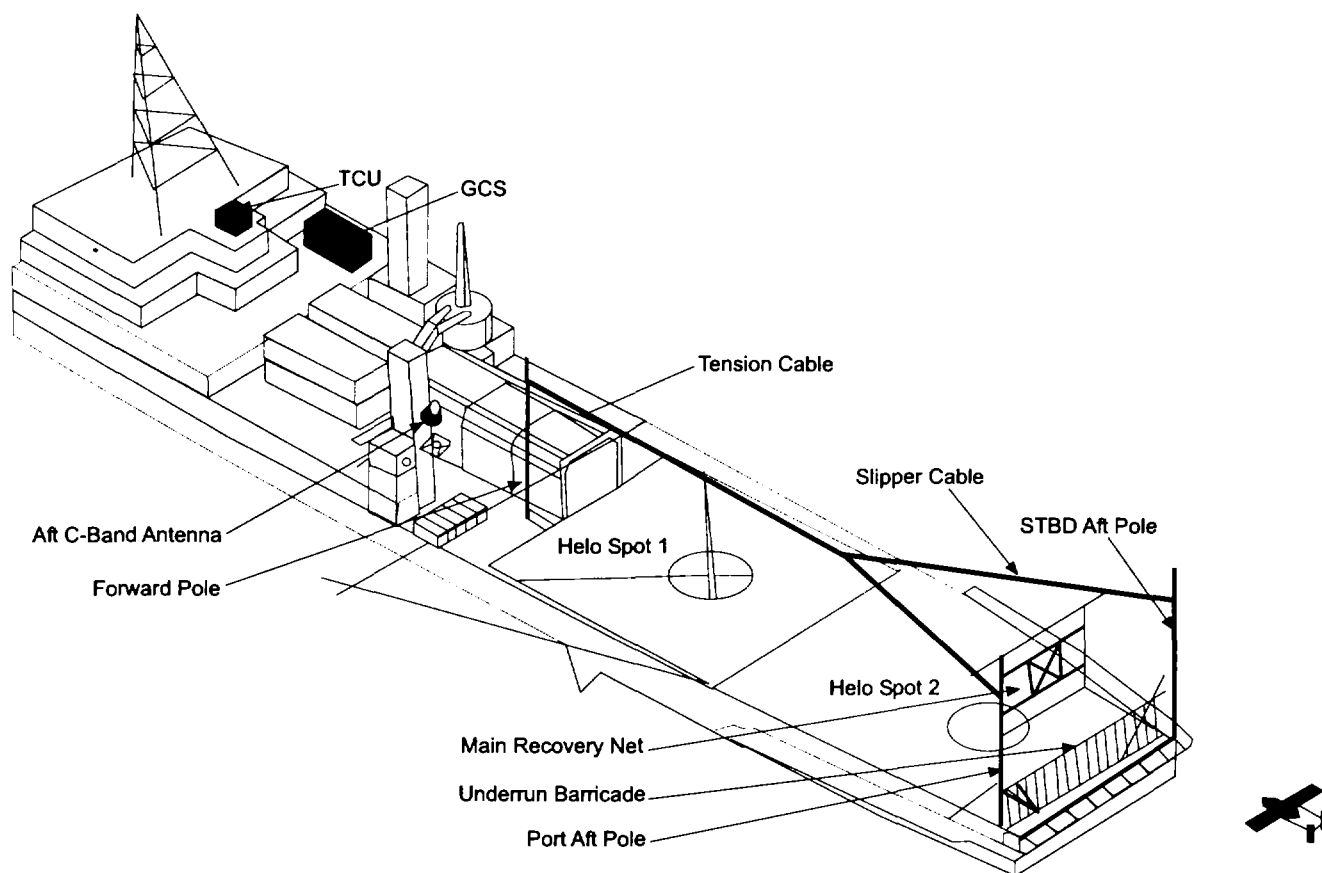 TCU
GCS
Tension Cable
Slipper Cable
STBD Aft Pole
Aft C-Band Antenna
Helo Spot 1
Forward Pole
Helo Spot 2
Main Recovery Net
Underrun Barricade
Port Aft Pole